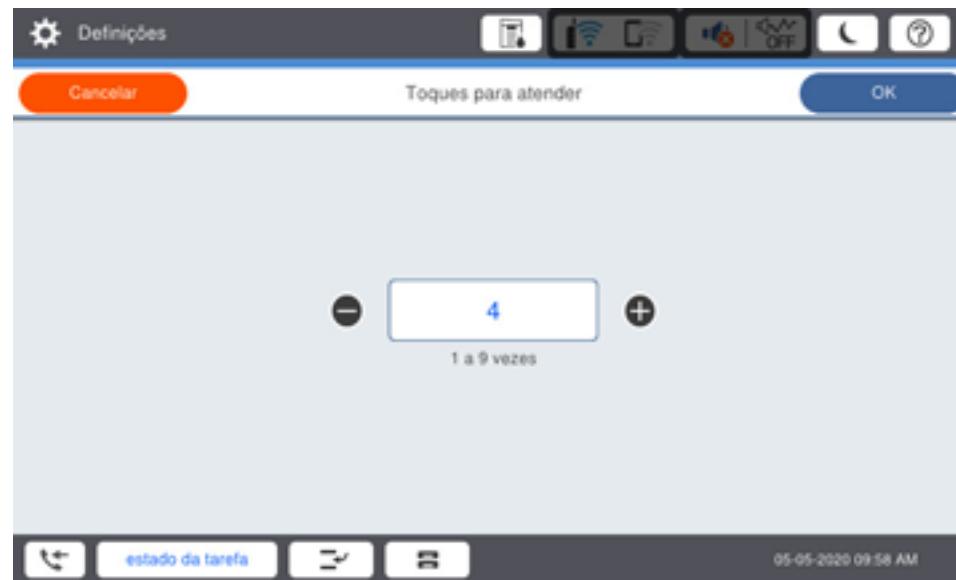 Definições
OFF
Cancelar
Toques para atender
OK
4
1 a 9 vezes
estado da tarefa
05-05-2020 09:58 AM